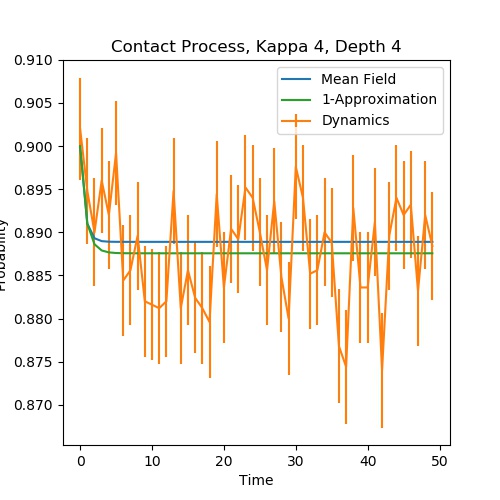 Contact Process, Kappa 4, Depth 4
Mean Field
1-Approximation
Dynamics
0.910
0.905
0.900
0.895
0.890
0.885
0.880
0.875
0.870
Probability
0 10 20 30 40 50
Time